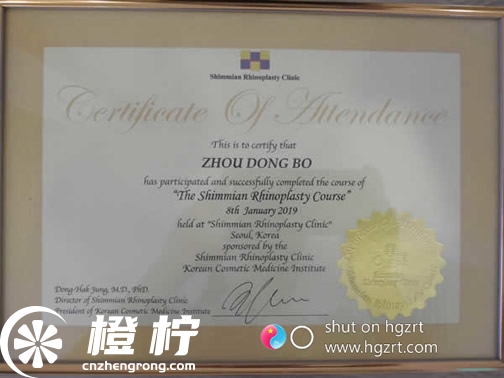 Shimmian Rhinoplasty Clinic
Certificate Of Attendance
This is to certify that
ZHOU DONG BO
has participated and successfully completed the course of
"The Shimmian Rhinoplasty Course"
8th January 2019
held at "Shimmian Rhinoplasty Clinic"
Seoul, Korea
sponsored by the
Shimmian Rhinoplasty Clinic
Korean Cosmetic Medicine Institute
Dong-Hak Jung, M.D., PhD.
Director of Shimmian Rhinoplasty Clinic
President of Korean Cosmetic Medicine Institute
橙柠
cnzhengrong.com
shut on hgzrt
www.hgzrt.com